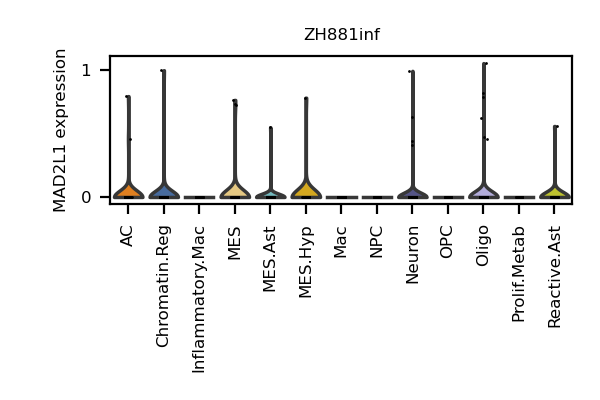 ZH881inf
MAD2L1 expression
1
0
AC
Chromatin.Reg
Inflammatory.Mac
MES
MES.Ast
MES.Hyp
Mac
NPC
Neuron
OPC
Oligo
Prolif.Metab
Reactive.Ast